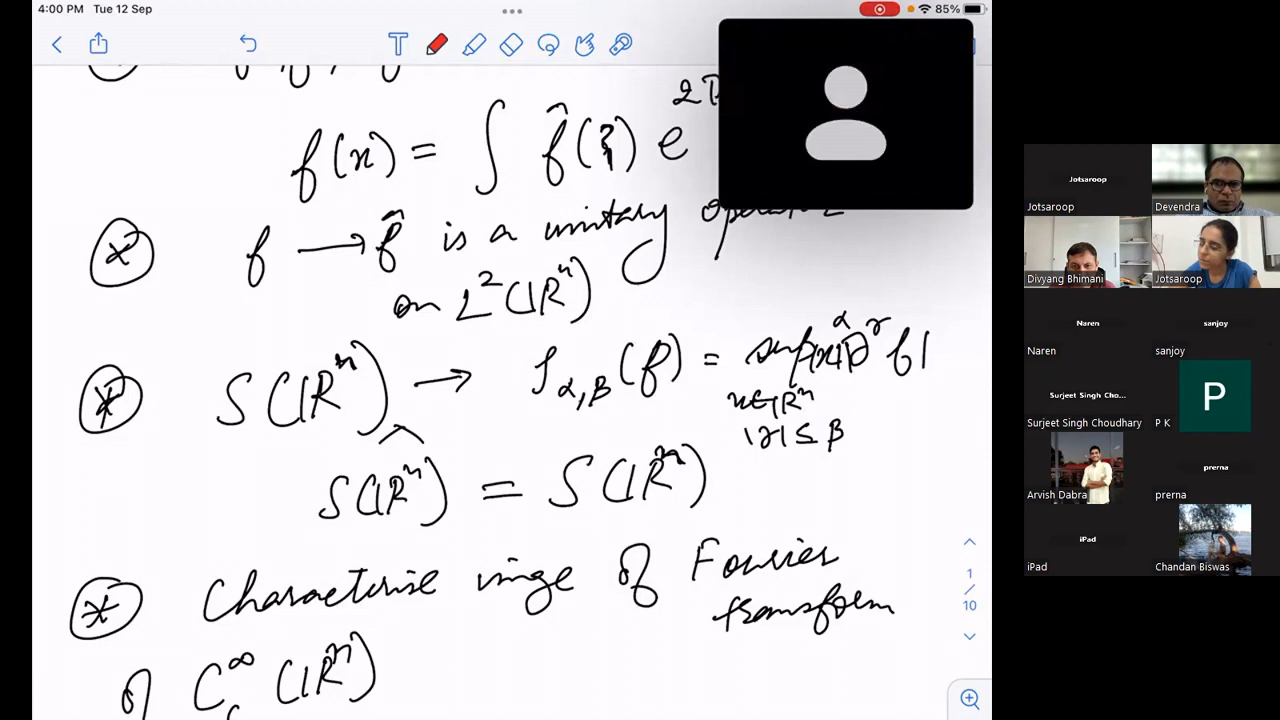 4:00 PM Tue 12 Sep
85%
f(x) = ∫ f̂(ξ) e
f → f̂ is a unitary
on L²(ℝⁿ)
S(ℝⁿ) → ρ_{α,β}(f) = sup |x|^α |D^γ f|
x∈ℝⁿ
|γ| ≤ β
S(ℝⁿ)^ = S(ℝⁿ)
Characterise range of Fourier
transform
of C_c^∞ (ℝⁿ)
1
/
10
Jotsaroop
Jotsaroop
Devendra
Divyang Bhimani
Jotsaroop
Naren
Naren
sanjoy
sanjoy
Surjeet Singh Cho...
Surjeet Singh Choudhary
P
P K
Arvish Dabra
prerna
prerna
iPad
iPad
Chandan Biswas